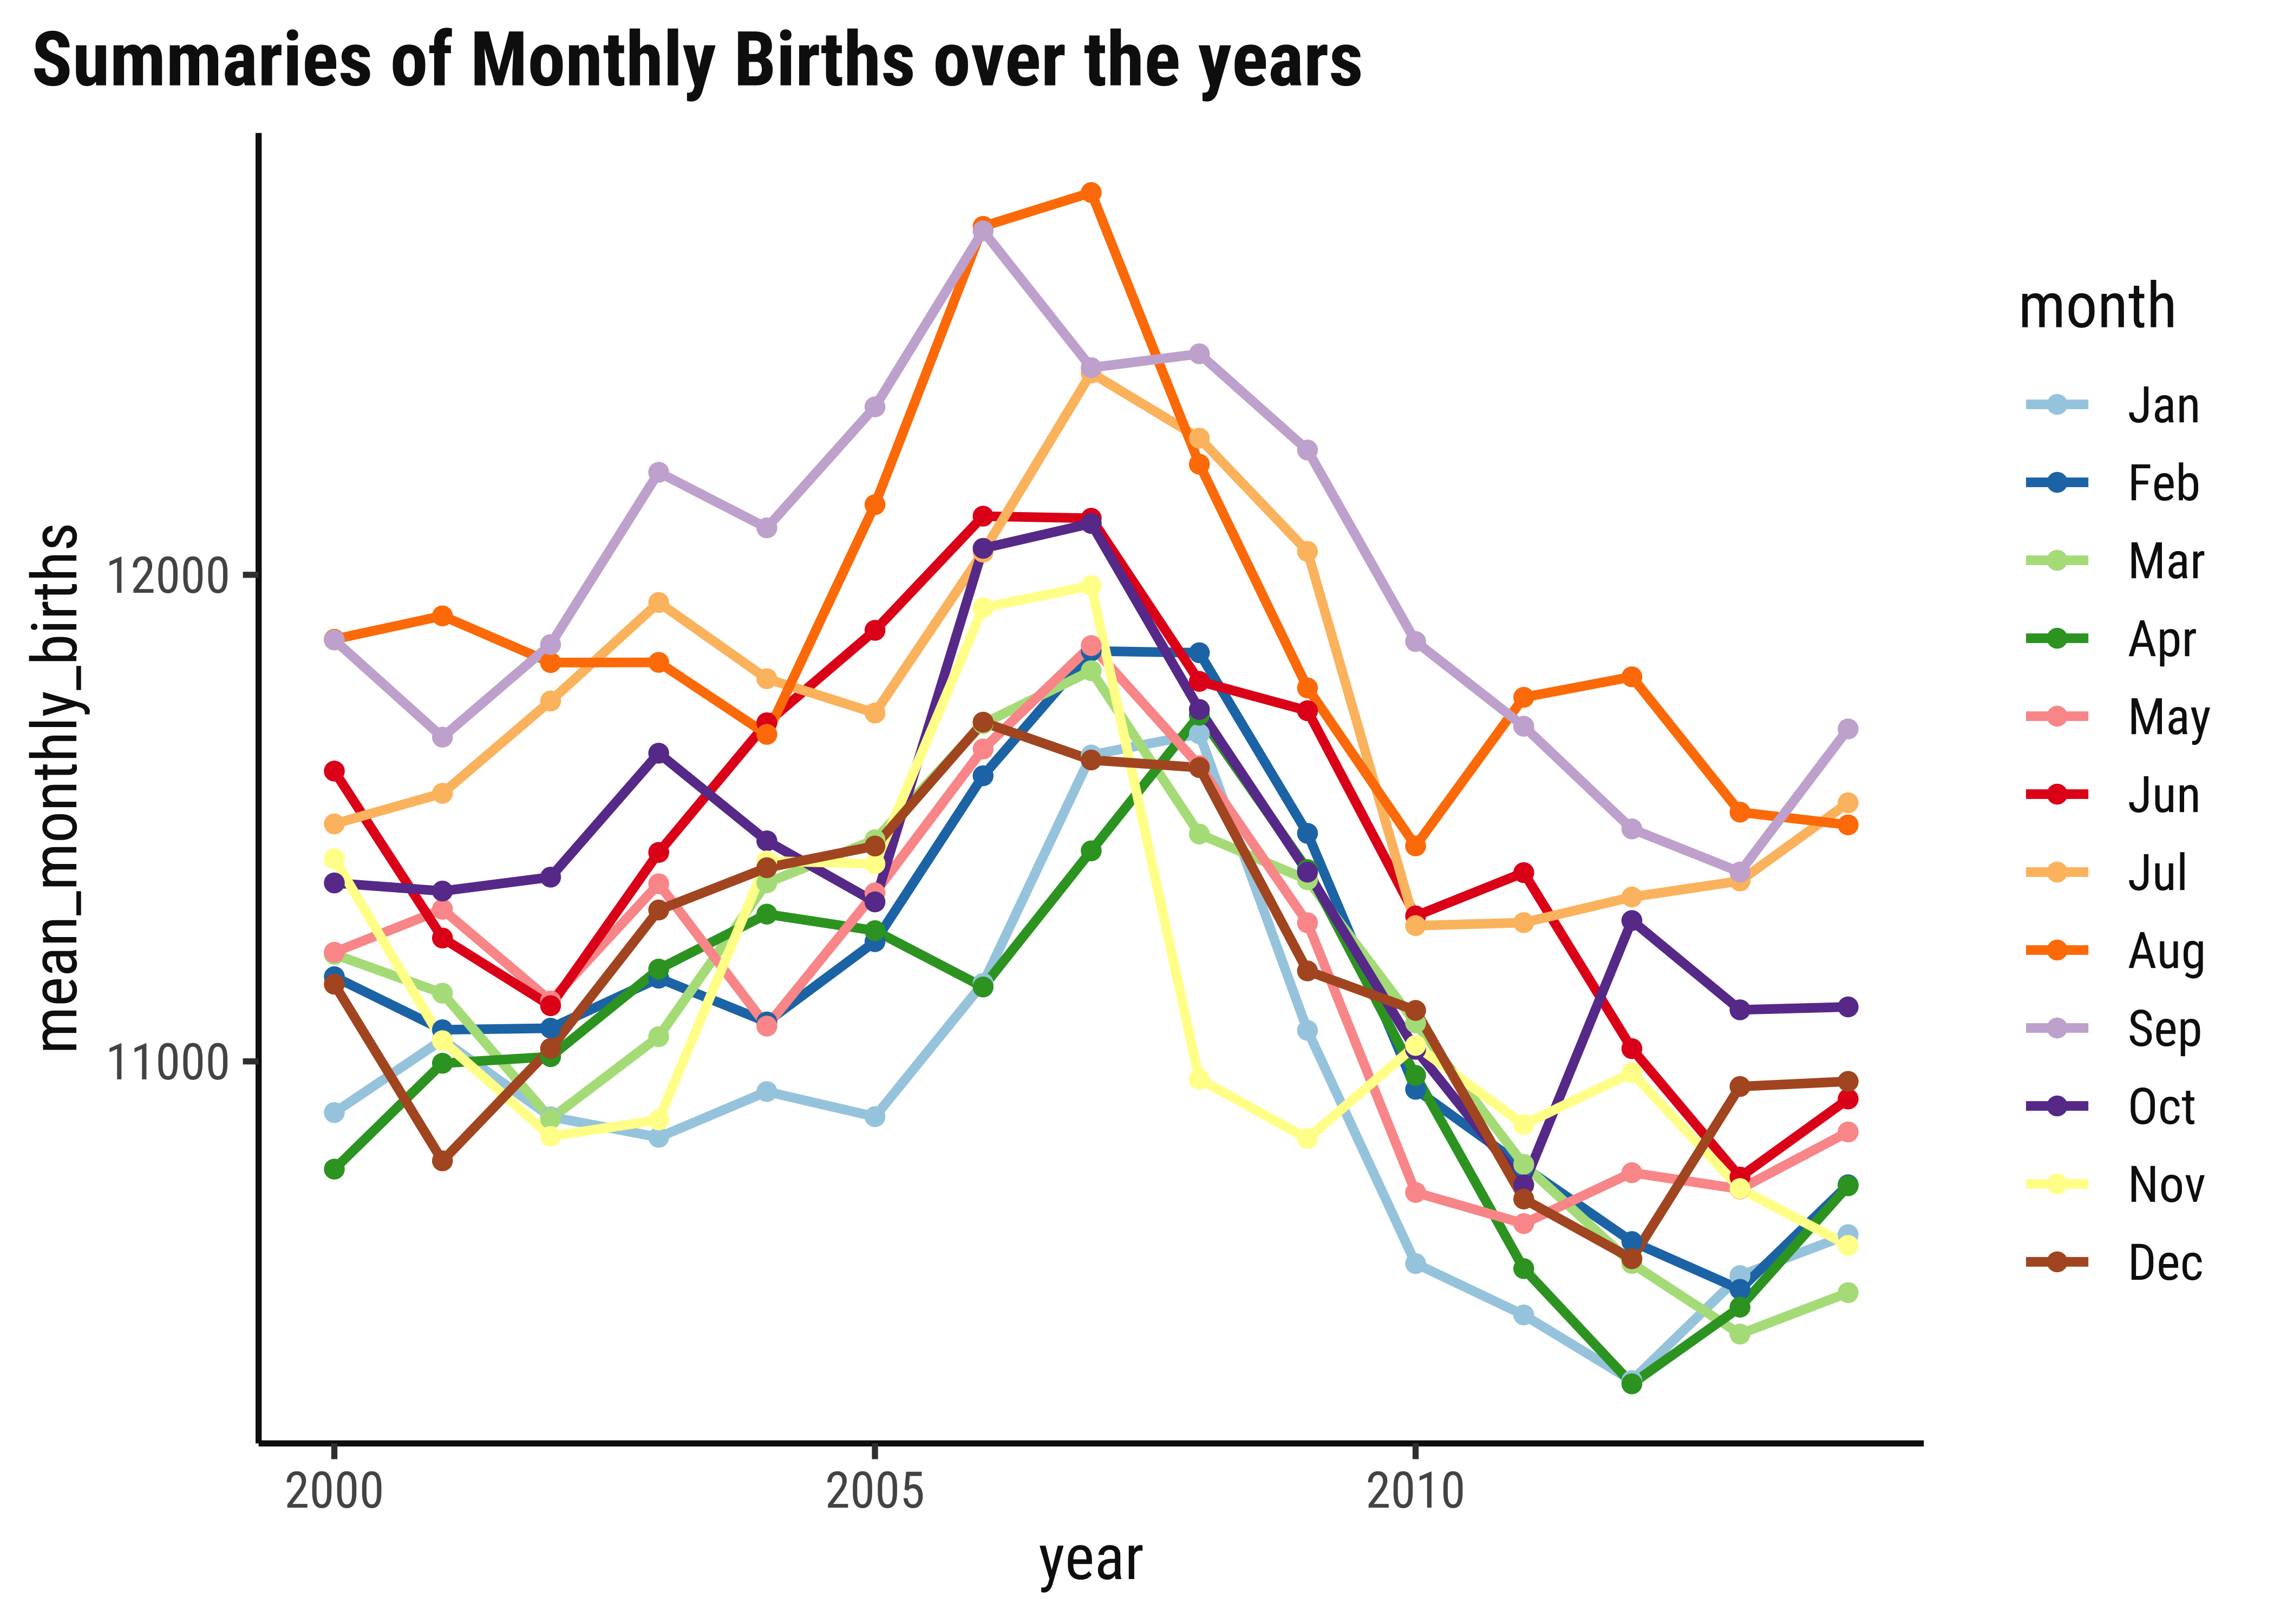 Summaries of Monthly Births over the years
mean_monthly_births
12000
11000
2000
2005
2010
year
month
Jan
Feb
Mar
Apr
May
Jun
Jul
Aug
Sep
Oct
Nov
Dec